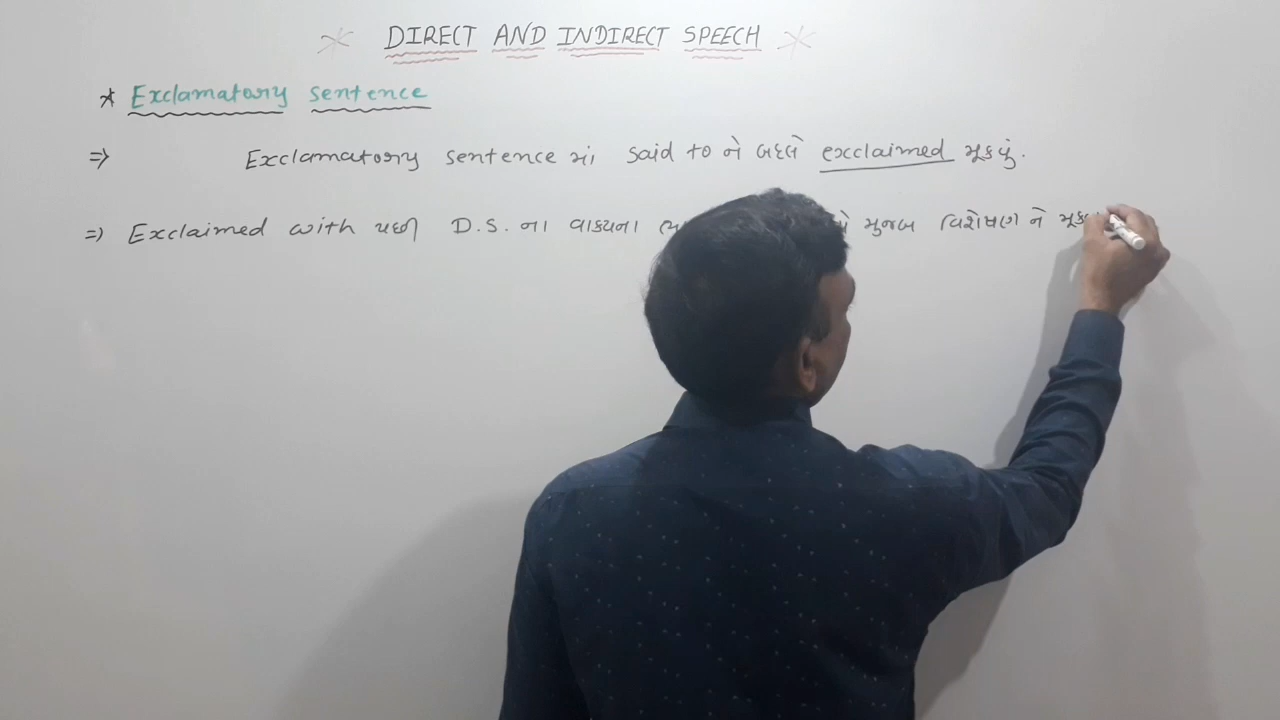 DIRECT AND INDIRECT SPEECH
* Exclamatory sentence
⇒ Exclamatory sentence માં said to ને બદલે exclaimed મૂકવું.
⇒ Exclaimed with પછી D.S. ના વાક્યના મુજબ વિશેષણ ને